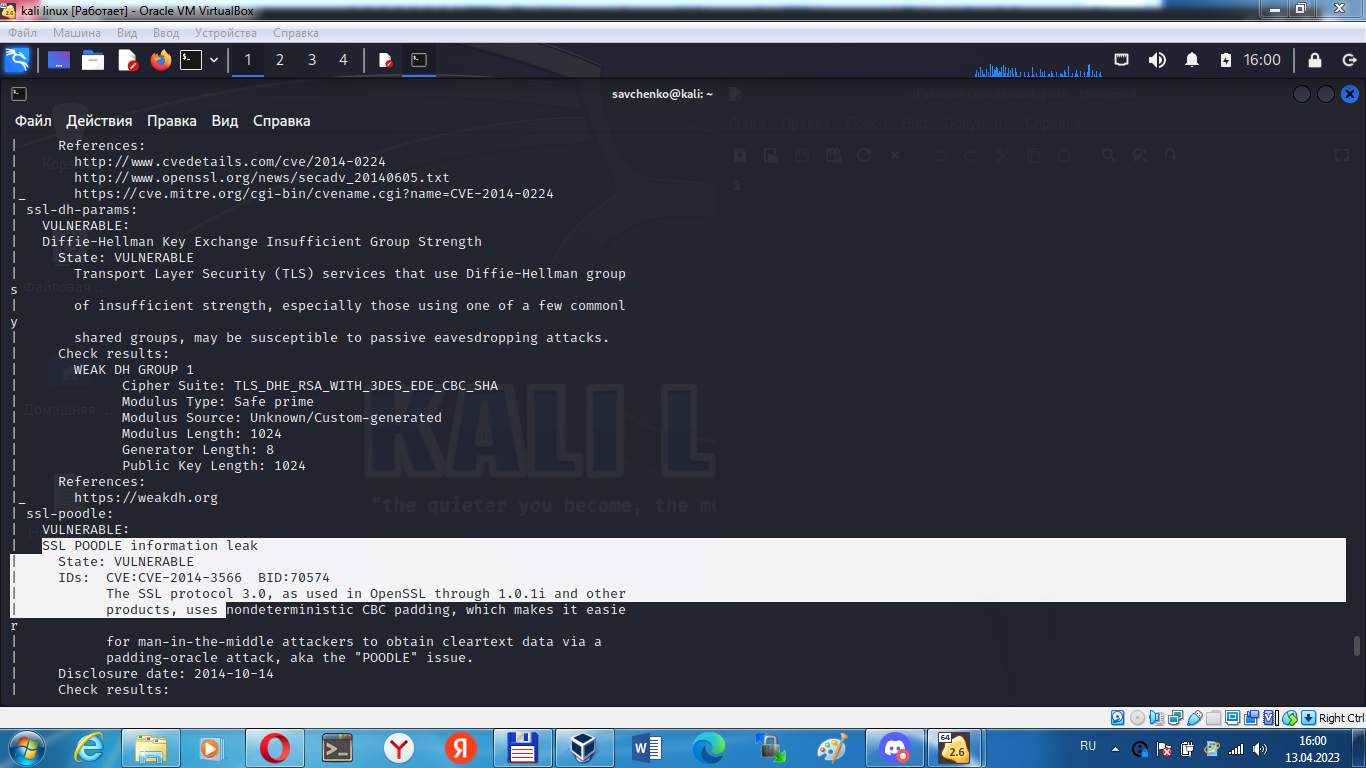 kali linux [Работает] - Oracle VM VirtualBox
Файл Машина Вид Ввод Устройства Справка
1 2 3 4 16:00
savchenko@kali: ~
Файл Действия Правка Вид Справка
| References:
| http://www.cvedetails.com/cve/2014-0224
| http://www.openssl.org/news/secadv_20140605.txt
|_ https://cve.mitre.org/cgi-bin/cvename.cgi?name=CVE-2014-0224
| ssl-dh-params:
| VULNERABLE:
| Diffie-Hellman Key Exchange Insufficient Group Strength
| State: VULNERABLE
| Transport Layer Security (TLS) services that use Diffie-Hellman group
s
| of insufficient strength, especially those using one of a few commonl
y
| shared groups, may be susceptible to passive eavesdropping attacks.
| Check results:
| WEAK DH GROUP 1
| Cipher Suite: TLS_DHE_RSA_WITH_3DES_EDE_CBC_SHA
| Modulus Type: Safe prime
| Modulus Source: Unknown/Custom-generated
| Modulus Length: 1024
| Generator Length: 8
| Public Key Length: 1024
| References:
|_ https://weakdh.org
| ssl-poodle:
| VULNERABLE:
| SSL POODLE information leak
| State: VULNERABLE
| IDs: CVE:CVE-2014-3566 BID:70574
| The SSL protocol 3.0, as used in OpenSSL through 1.0.1i and other
| products, uses nondeterministic CBC padding, which makes it easie
r
| for man-in-the-middle attackers to obtain cleartext data via a
| padding-oracle attack, aka the "POODLE" issue.
| Disclosure date: 2014-10-14
| Check results:
Файловая
Домашняя ...
KALI L
"the quieter you become, the mo
1
Right Ctrl
RU
64
2.6
16:00
13.04.2023